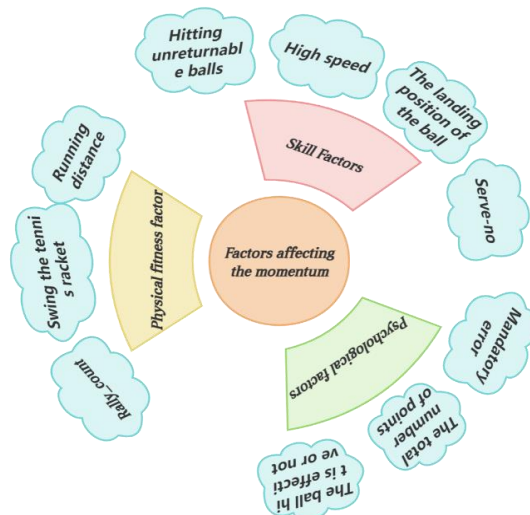 Hitting
unreturnabl
e balls
High speed
The landing
position of
the ball
Serve-no
Skill Factors
Running
distance
Swing the tenni
s racket
Rally_count
Physical fitness factor
Factors affecting
the momentum
Psychological factors
Mandatory
error
The total
number
of points
The ball hi
t is effecti
ve or not